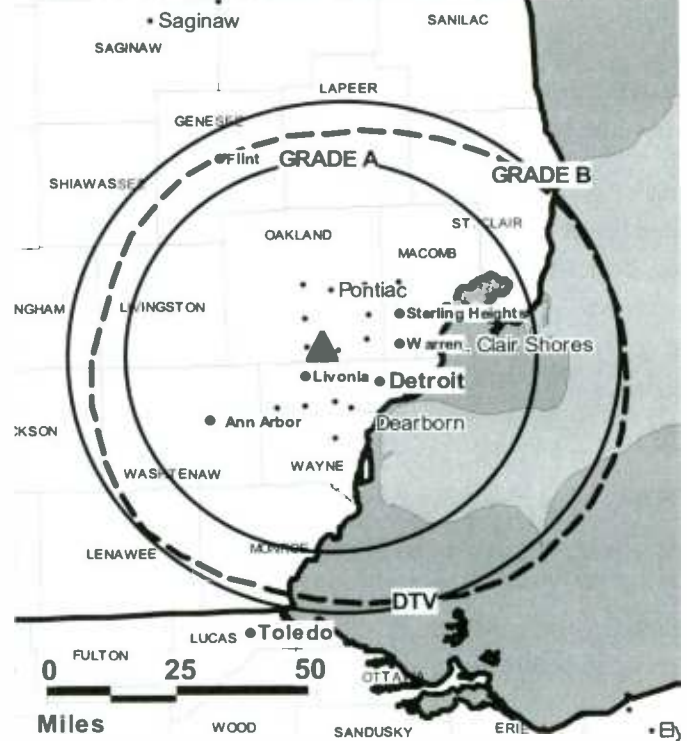 SANILAC
Saginaw
SAGINAW
LAPEER
GENESEE
Flint
GRADE A
GRADE B
SHIAWASSEE
ST. CLAIR
OAKLAND
MACOMB
NGHAM
LIVINGSTON
Pontiac
Sterling Heights
Warren
Clair Shores
Livonia
Detroit
Ann Arbor
Dearborn
CKSON
WAYNE
WASHTENAW
LENAWEE
MONROE
DTV
LUCAS
Toledo
FULTON
0 25 50
Miles
OTTAWA
WOOD
SANDUSKY
ERIE
Ely